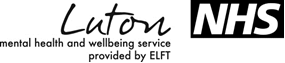 Luton NHS
mental health and wellbeing service
provided by ELFT